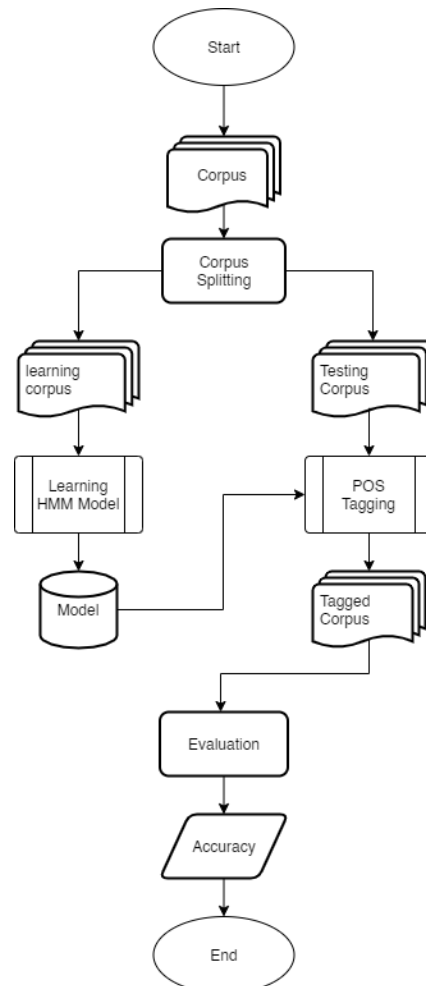 Start
Corpus
Corpus
Splitting
learning
corpus
Testing
Corpus
Learning
HMM Model
POS
Tagging
Model
Tagged
Corpus
Evaluation
Accuracy
End